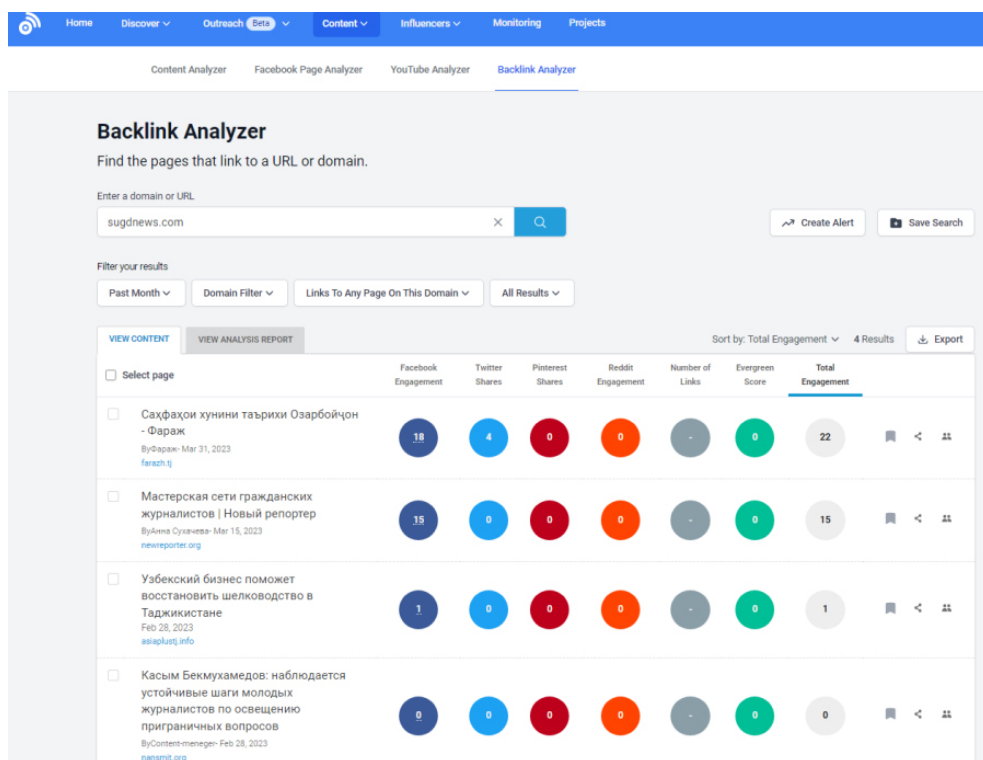 Home Discover Outreach Beta Content Influencers Monitoring Projects
Content Analyzer Facebook Page Analyzer YouTube Analyzer Backlink Analyzer
Backlink Analyzer
Find the pages that link to a URL or domain.
Enter a domain or URL
sugdnews.com
Create Alert Save Search
Filter your results
Past Month Domain Filter Links To Any Page On This Domain All Results
VIEW CONTENT VIEW ANALYSIS REPORT Sort by: Total Engagement 4 Results Export
Select page Facebook Engagement Twitter Shares Pinterest Shares Reddit Engagement Number of Links Evergreen Score Total Engagement
Саҳфаҳои хунини таърихи Озарбойҷон
- Фараж
18 4 0 0 - 0 22
ByФараж- Mar 31, 2023
farazh.tj
Мастерская сети гражданских
журналистов | Новый репортер
15 0 0 0 - 0 15
ByАнна Сухачева- Mar 15, 2023
newreporter.org
Узбекский бизнес поможет
восстановить шелководство в
Таджикистане
1 0 0 0 - 0 1
Feb 28, 2023
asiaplustj.info
Касым Бекмухамедов: наблюдается
устойчивые шаги молодых
журналистов по освещению
приграничных вопросов
0 0 0 0 - 0 0
ByContent-meneger- Feb 28, 2023
nansmit.org